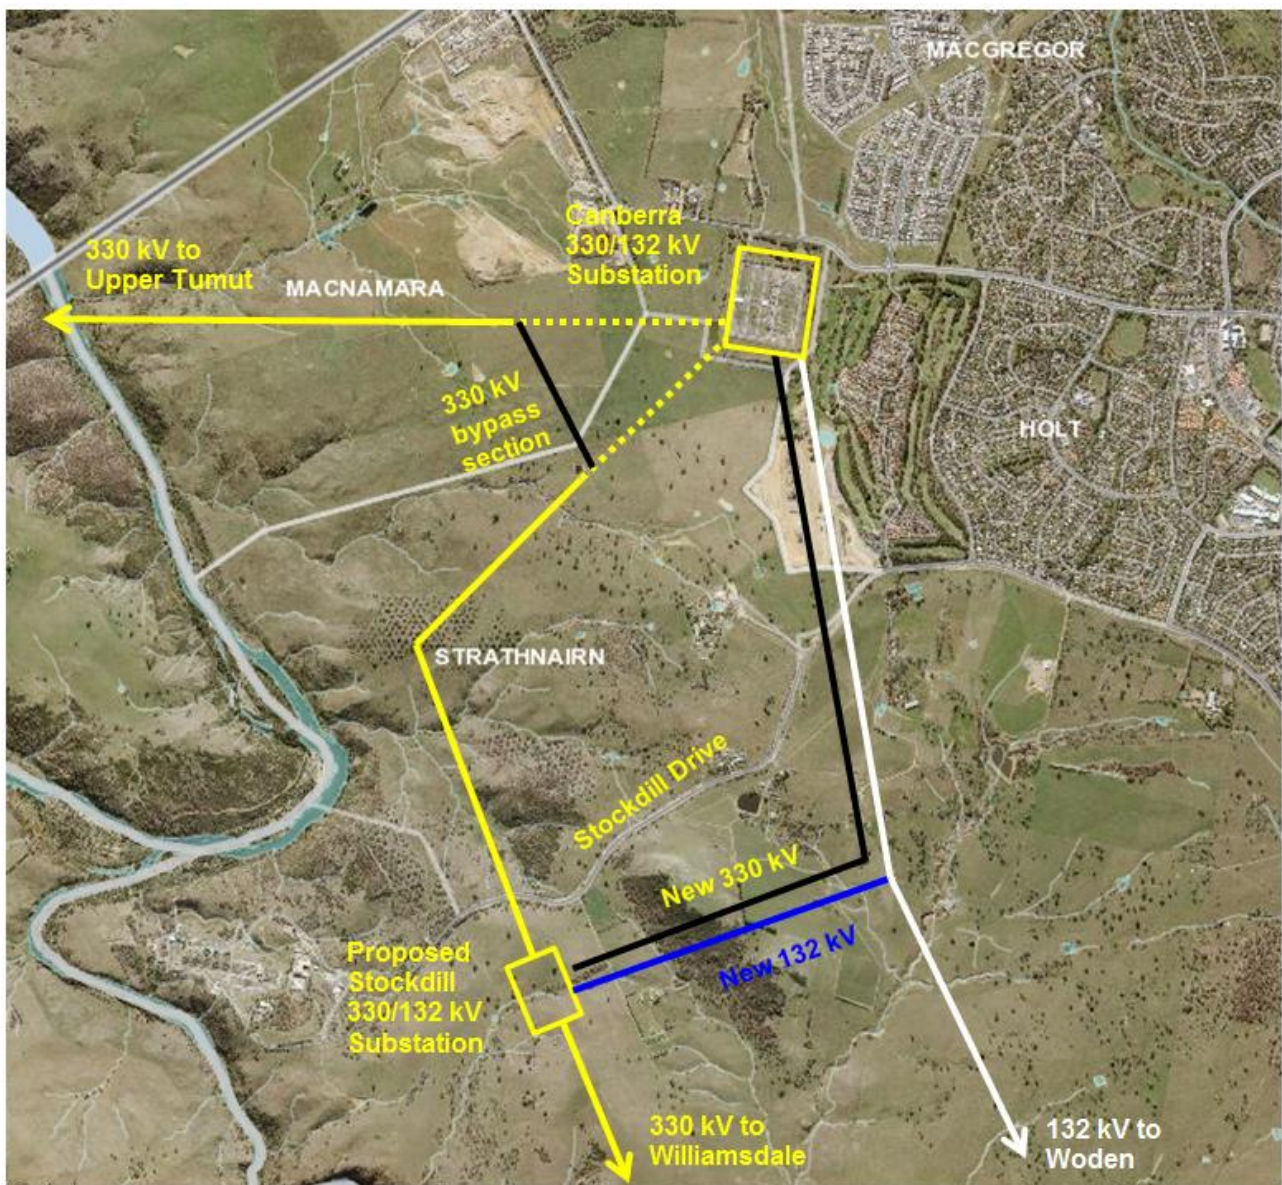 MACGREGOR
Canberra
330/132 kV
Substation
330 kV to
Upper Tumut
MACNAMARA
330 kV
bypass
section
HOLT
STRATHNAIRN
Stockdill Drive
New 330 kV
New 132 kV
Proposed
Stockdill
330/132 kV
Substation
330 kV to
Williamsdale
132 kV to
Woden